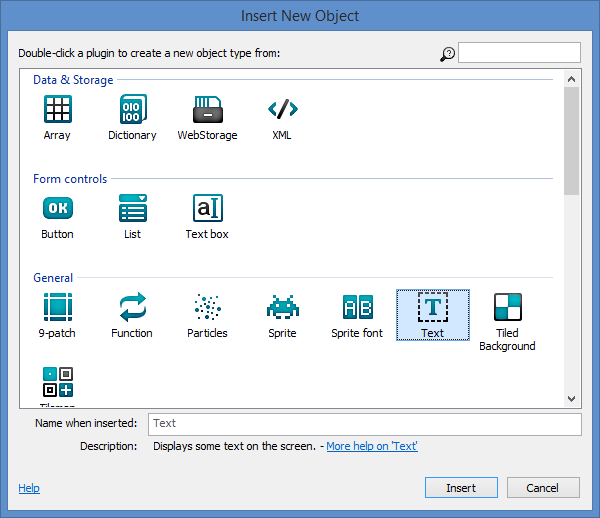 Insert New Object
Double-click a plugin to create a new object type from:
Data & Storage
Array
Dictionary
WebStorage
XML
Form controls
Button
List
Text box
General
9-patch
Function
Particles
Sprite
Sprite font
Text
Tiled
Background
Name when inserted:
Text
Description:
Displays some text on the screen. - More help on 'Text'
Help
Insert
Cancel